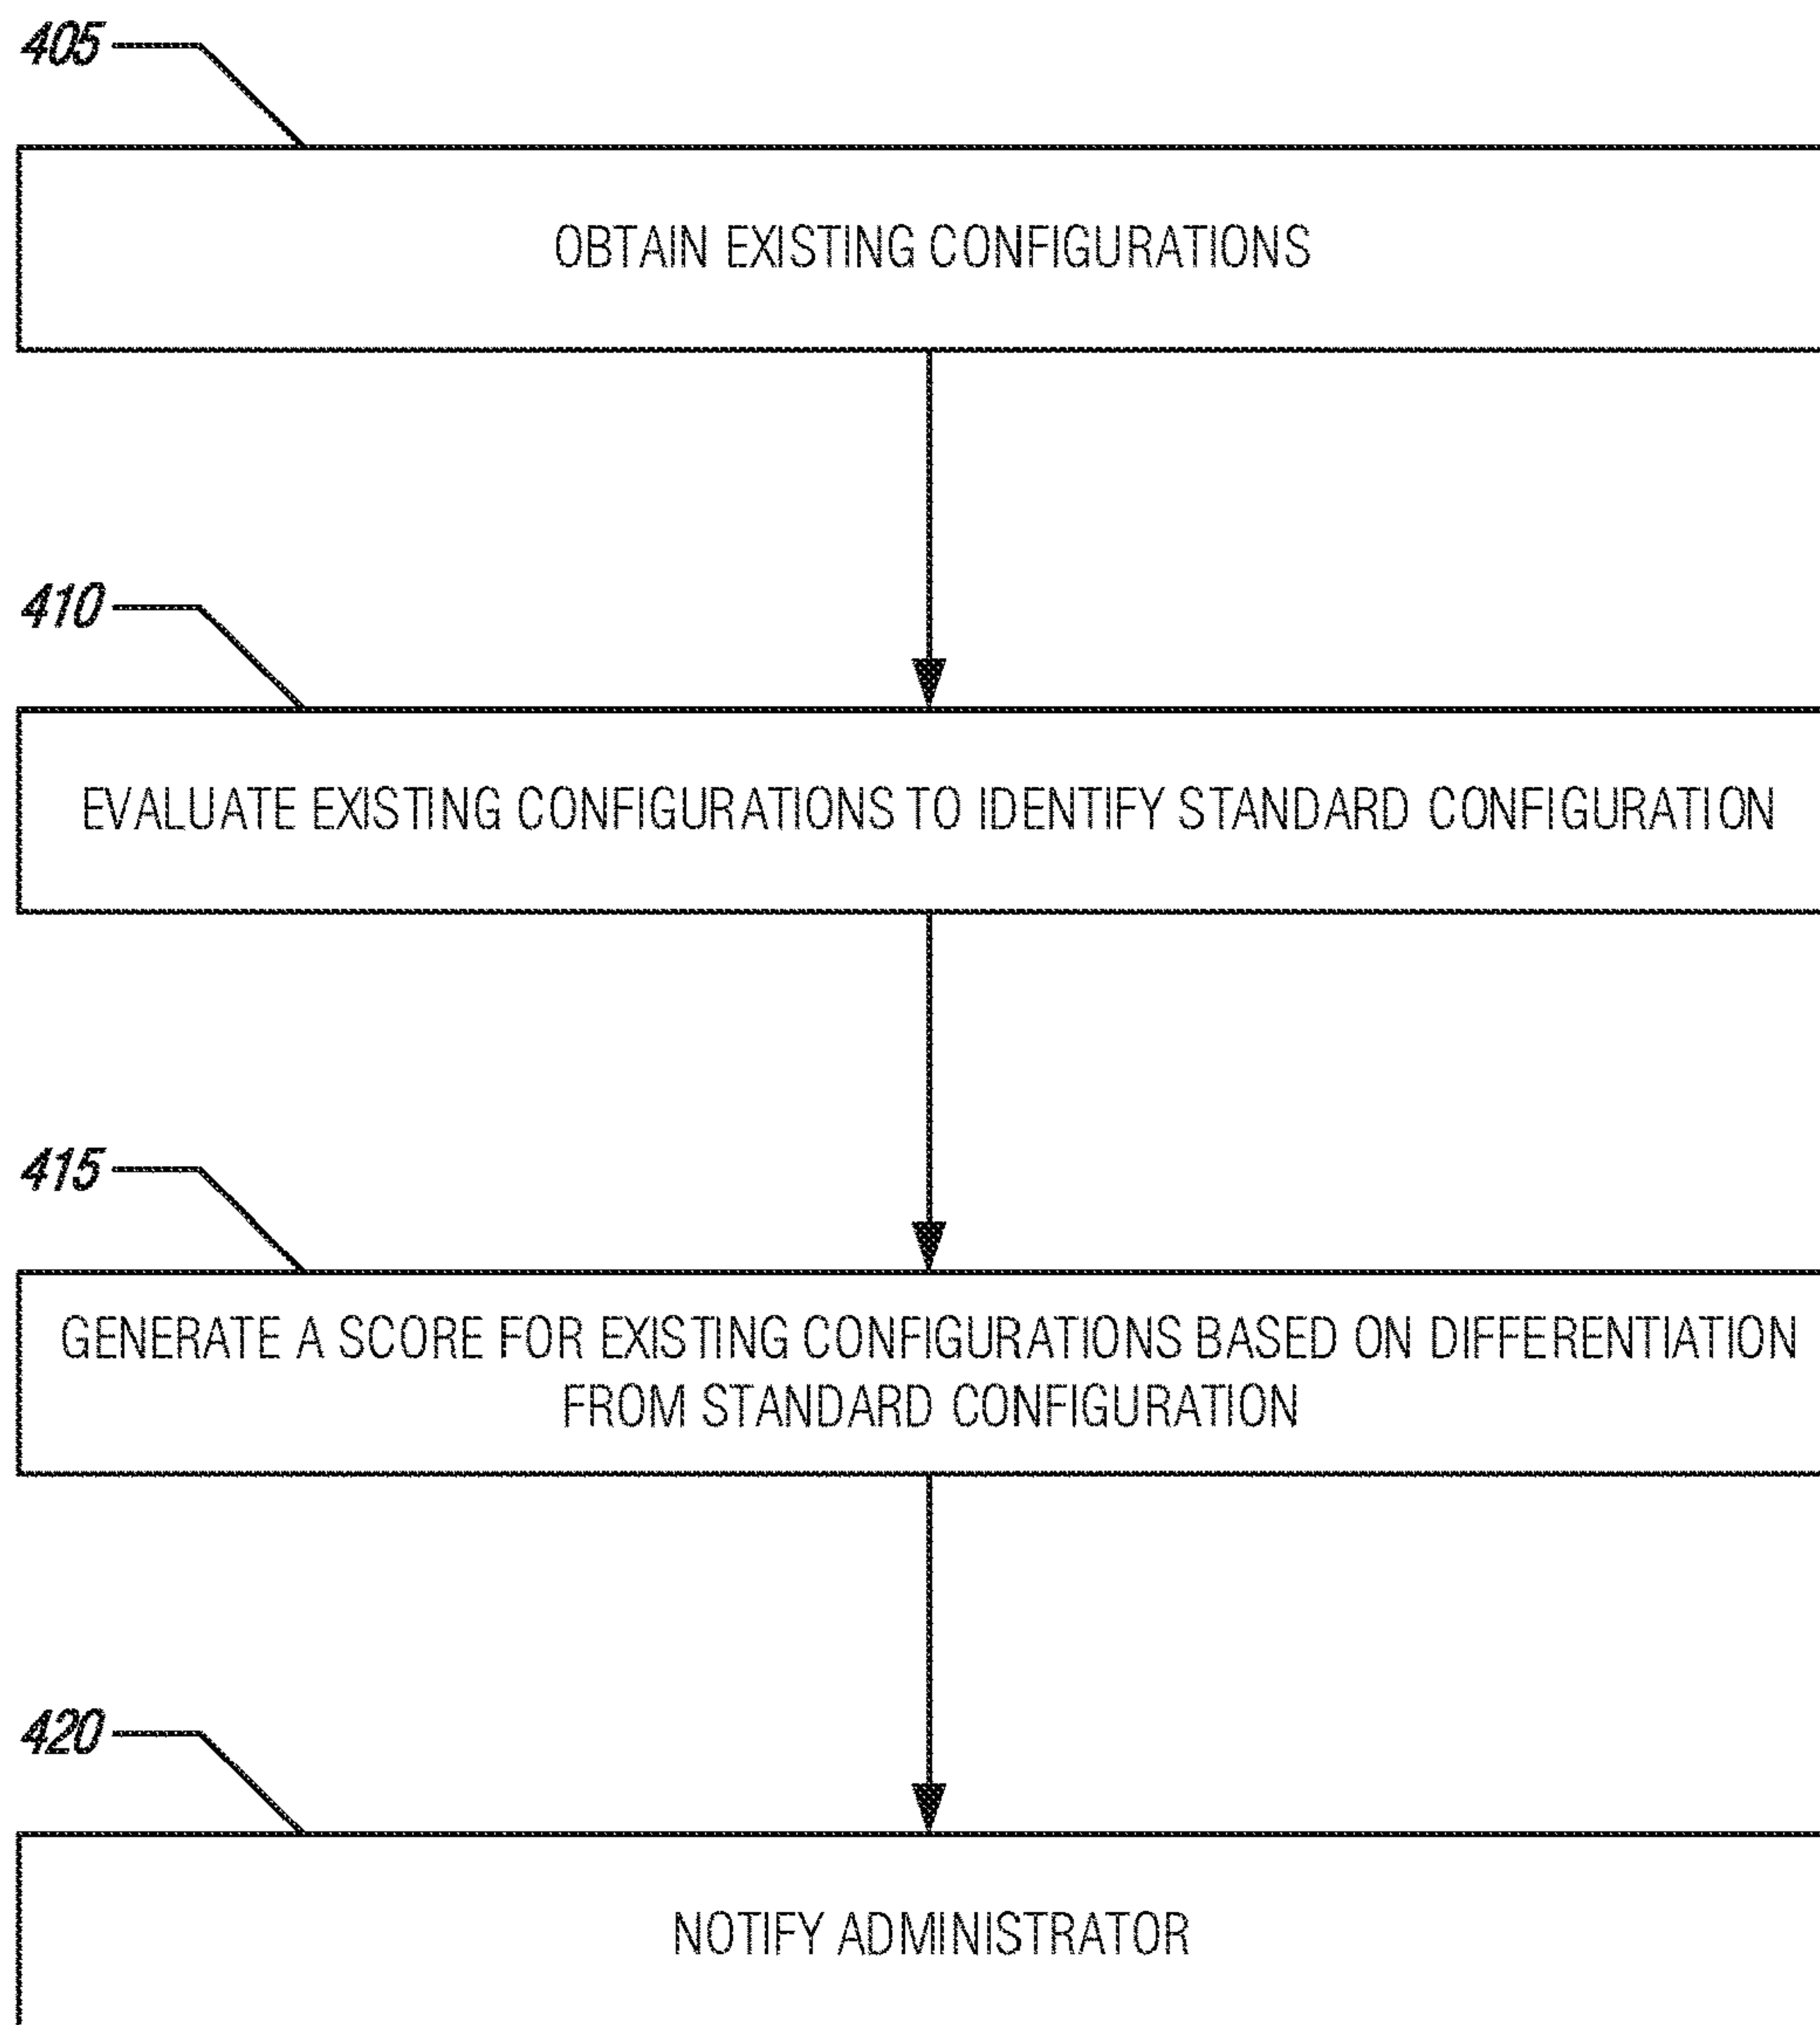 405
OBTAIN EXISTING CONFIGURATIONS
410
EVALUATE EXISTING CONFIGURATIONS TO IDENTIFY STANDARD CONFIGURATION
415
GENERATE A SCORE FOR EXISTING CONFIGURATIONS BASED ON DIFFERENTIATION
FROM STANDARD CONFIGURATION
420
NOTIFY ADMINISTRATOR